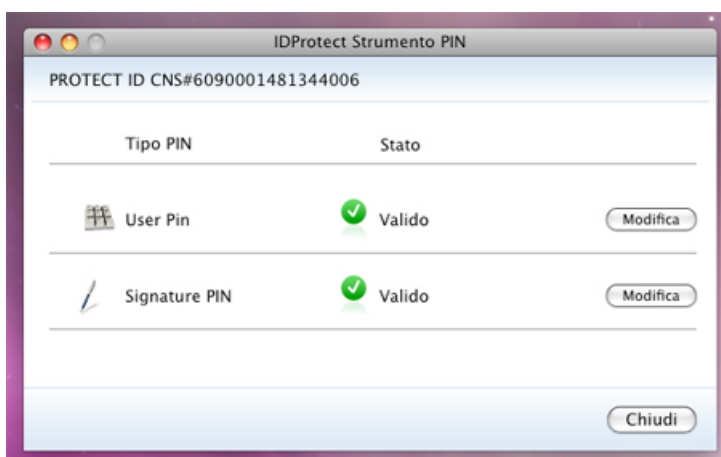 IDProtect Strumento PIN
PROTECT ID CNS#6090001481344006
Tipo PIN Stato
User Pin Valido Modifica
Signature PIN Valido Modifica
Chiudi